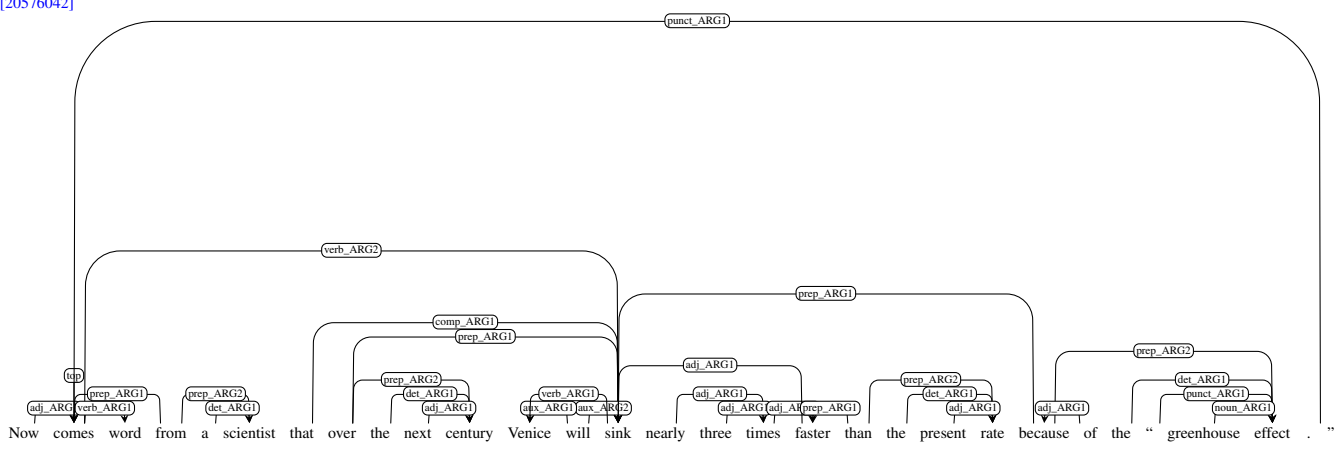 [20576042]
punct_ARG1
verb_ARG2
prep_ARG1
comp_ARG1
prep_ARG1
prep_ARG2
adj_ARG1
top
prep_ARG2 prep_ARG2 det_ARG1
prep_ARG1 prep_ARG2 det_ARG1 verb_ARG1 adj_ARG1 det_ARG1 punct_ARG1
verb_ARG1 det_ARG1 adj_ARG1 aux_ARG1 aux_ARG2 prep_ARG1 adj_ARG1 adj_ARG1 noun_ARG1
Now comes word from a scientist that over the next century Venice will sink nearly three times faster than the present rate because of the “ greenhouse effect . ”